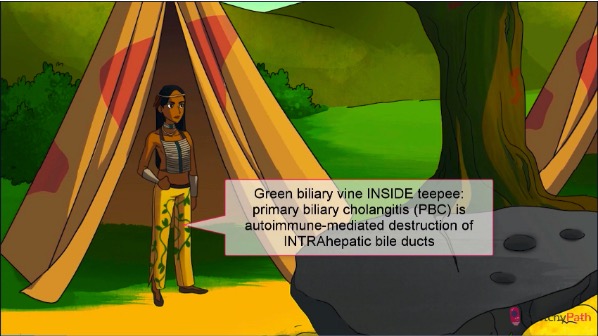 Green biliary vine INSIDE teepee:
primary biliary cholangitis (PBC) is
autoimmune-mediated destruction of
INTRAhepatic bile ducts